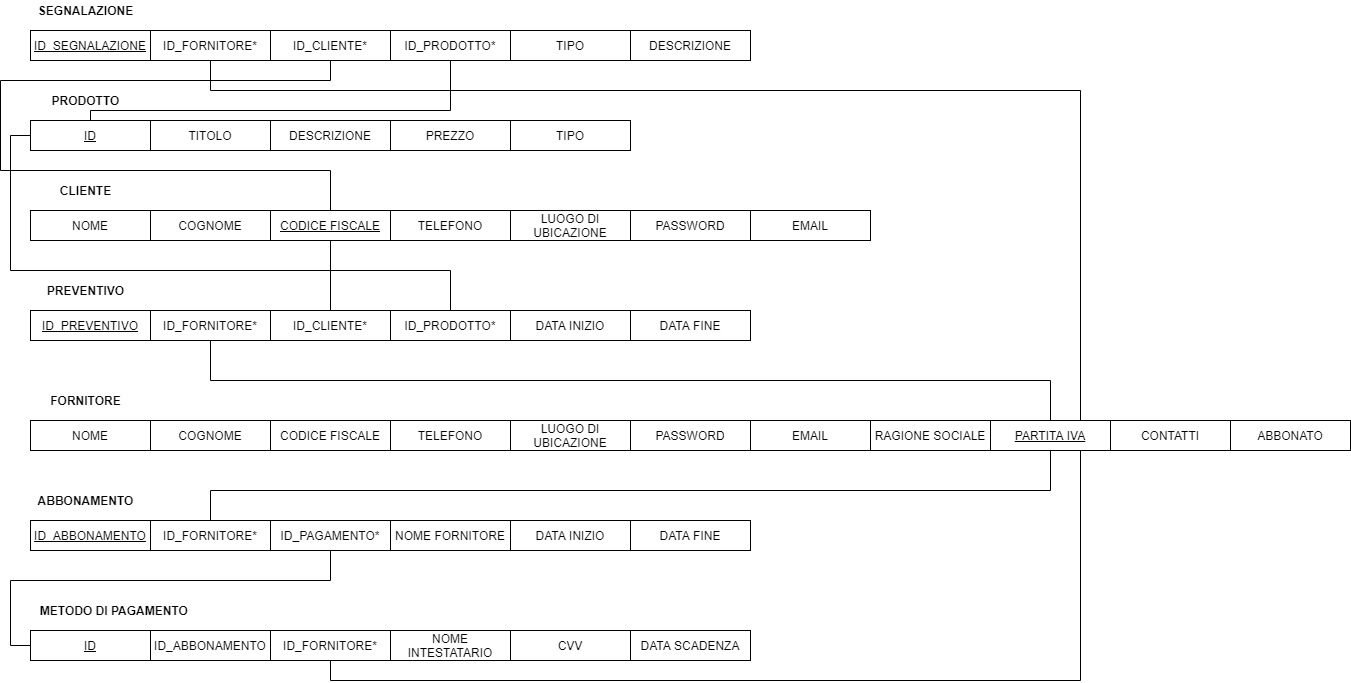 SEGNALAZIONE
ID_SEGNALAZIONE ID_FORNITORE* ID_CLIENTE* ID_PRODOTTO* TIPO DESCRIZIONE
PRODOTTO
ID TITOLO DESCRIZIONE PREZZO TIPO
CLIENTE
NOME COGNOME CODICE FISCALE TELEFONO LUOGO DI UBICAZIONE PASSWORD EMAIL
PREVENTIVO
ID_PREVENTIVO ID_FORNITORE* ID_CLIENTE* ID_PRODOTTO* DATA INIZIO DATA FINE
FORNITORE
NOME COGNOME CODICE FISCALE TELEFONO LUOGO DI UBICAZIONE PASSWORD EMAIL RAGIONE SOCIALE PARTITA IVA CONTATTI ABBONATO
ABBONAMENTO
ID_ABBONAMENTO ID_FORNITORE* ID_PAGAMENTO* NOME FORNITORE DATA INIZIO DATA FINE
METODO DI PAGAMENTO
ID ID_ABBONAMENTO ID_FORNITORE* NOME INTESTATARIO CVV DATA SCADENZA